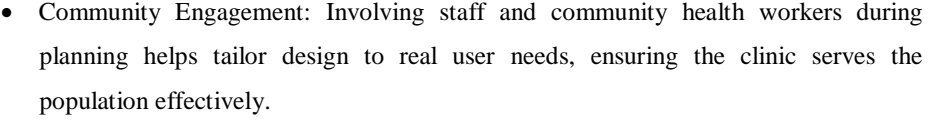 • Community Engagement: Involving staff and community health workers during
planning helps tailor design to real user needs, ensuring the clinic serves the
population effectively.